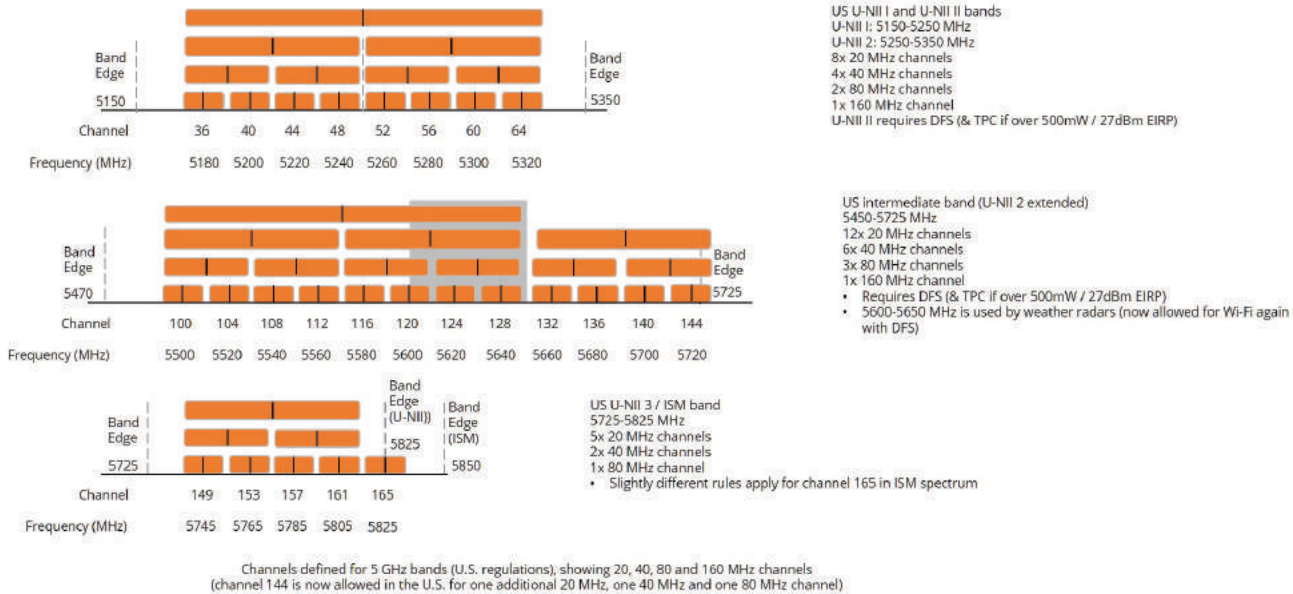 US U-NII I and U-NII II bands
U-NII I: 5150-5250 MHz
U-NII 2: 5250-5350 MHz
8x 20 MHz channels
4x 40 MHz channels
2x 80 MHz channels
1x 160 MHz channel
U-NII II requires DFS (& TPC if over 500mW / 27dBm EIRP)
Band Edge 5150
Band Edge 5350
Channel 36 40 44 48 52 56 60 64
Frequency (MHz) 5180 5200 5220 5240 5260 5280 5300 5320
US intermediate band (U-NII 2 extended)
5450-5725 MHz
12x 20 MHz channels
6x 40 MHz channels
3x 80 MHz channels
1x 160 MHz channel
• Requires DFS (& TPC if over 500mW / 27dBm EIRP)
• 5600-5650 MHz is used by weather radars (now allowed for Wi-Fi again
with DFS)
Band Edge 5470
Band Edge 5725
Channel 100 104 108 112 116 120 124 128 132 136 140 144
Frequency (MHz) 5500 5520 5540 5560 5580 5600 5620 5640 5660 5680 5700 5720
Band Edge 5725
Band Edge (U-NII)) 5825
Band Edge (ISM) 5850
US U-NII 3 / ISM band
5725-5825 MHz
5x 20 MHz channels
2x 40 MHz channels
1x 80 MHz channel
• Slightly different rules apply for channel 165 in ISM spectrum
Channel 149 153 157 161 165
Frequency (MHz) 5745 5765 5785 5805 5825
Channels defined for 5 GHz bands (U.S. regulations), showing 20, 40, 80 and 160 MHz channels
(channel 144 is now allowed in the U.S. for one additional 20 MHz, one 40 MHz and one 80 MHz channel)